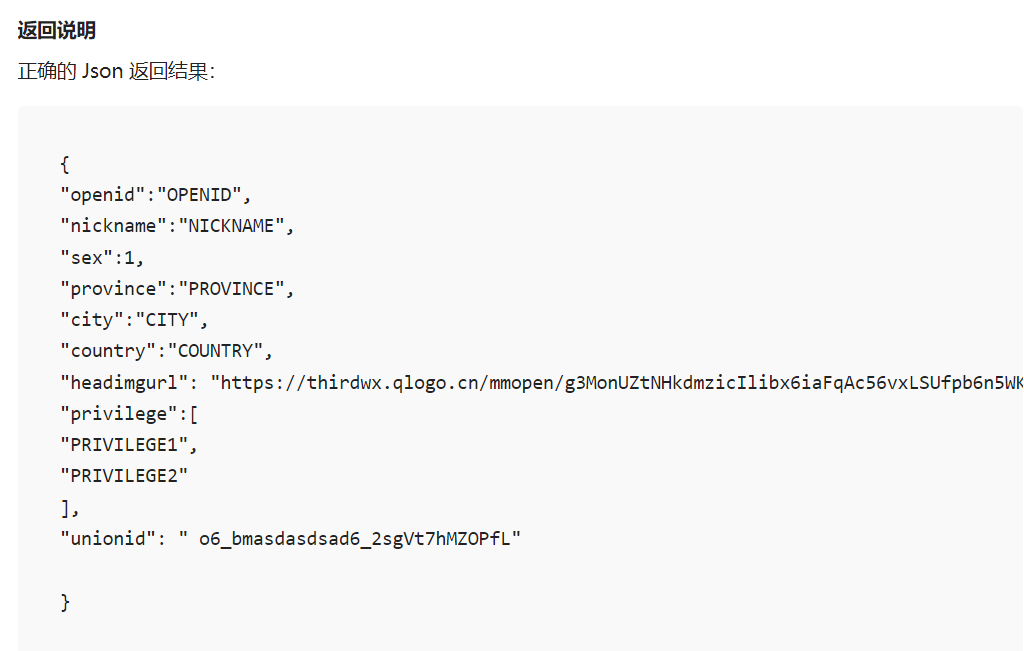 返回说明
正确的 Json 返回结果:
{
"openid":"OPENID",
"nickname":"NICKNAME",
"sex":1,
"province":"PROVINCE",
"city":"CITY",
"country":"COUNTRY",
"headimgurl": "https://thirdwx.qlogo.cn/mmopen/g3MonUZtNHkdmzicIlibx6iaFqAc56vxLSUfpb6n5WK
"privilege":[
"PRIVILEGE1",
"PRIVILEGE2"
],
"unionid": " o6_bmasdasdsad6_2sgVt7hMZOPfL"
}